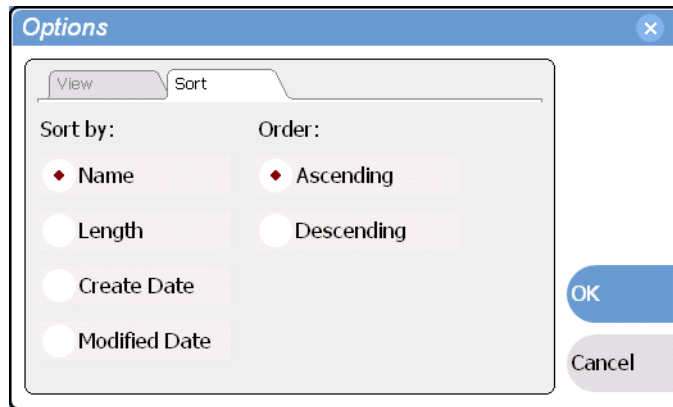 Options
View Sort
Sort by: Order:
Name Ascending
Length Descending
Create Date
Modified Date
OK
Cancel